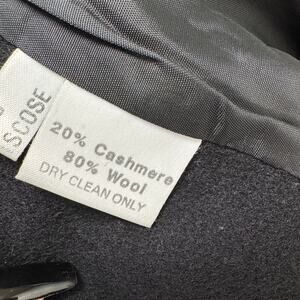 SCOSE
20% Cashmere
80% Wool
DRY CLEAN ONLY